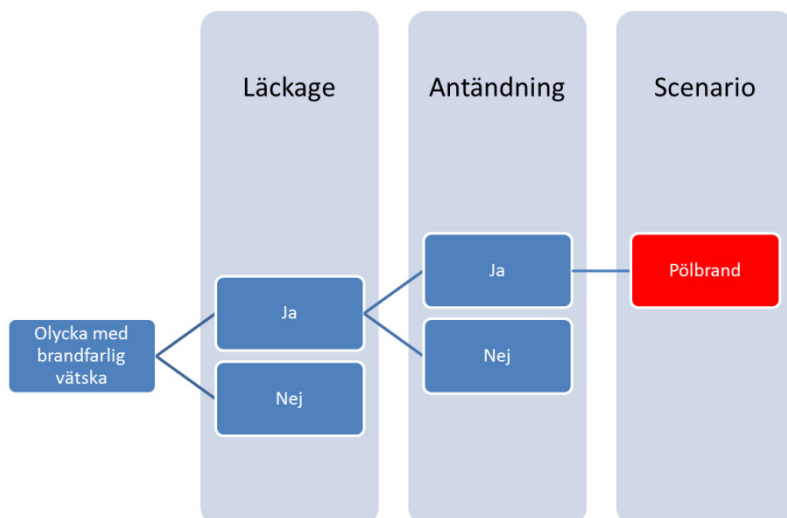 Läckage
Antändning
Scenario
Ja
Pölbrand
Ja
Olycka med
brandfarlig
vätska
Nej
Nej